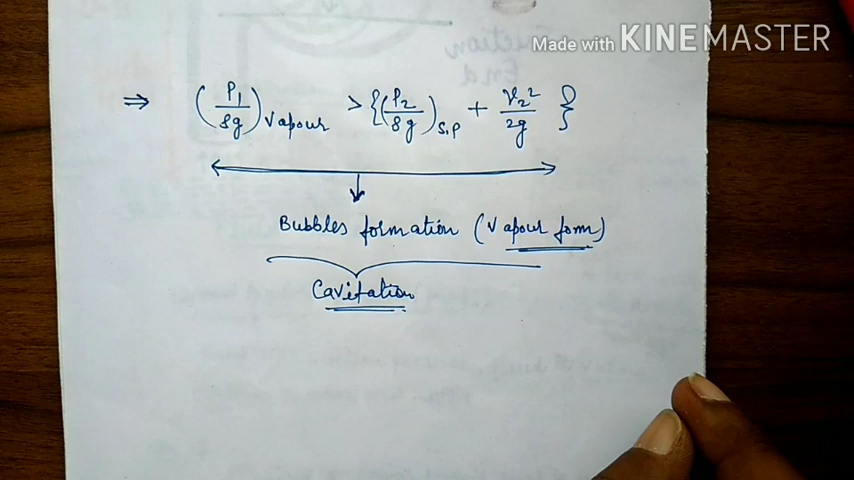 Made with KINEMASTER
⇒ (P1/ρg)Vapour > {(P2/ρg)S.P + V2²/2g}
Bubbles formation (Vapour form)
Cavitation